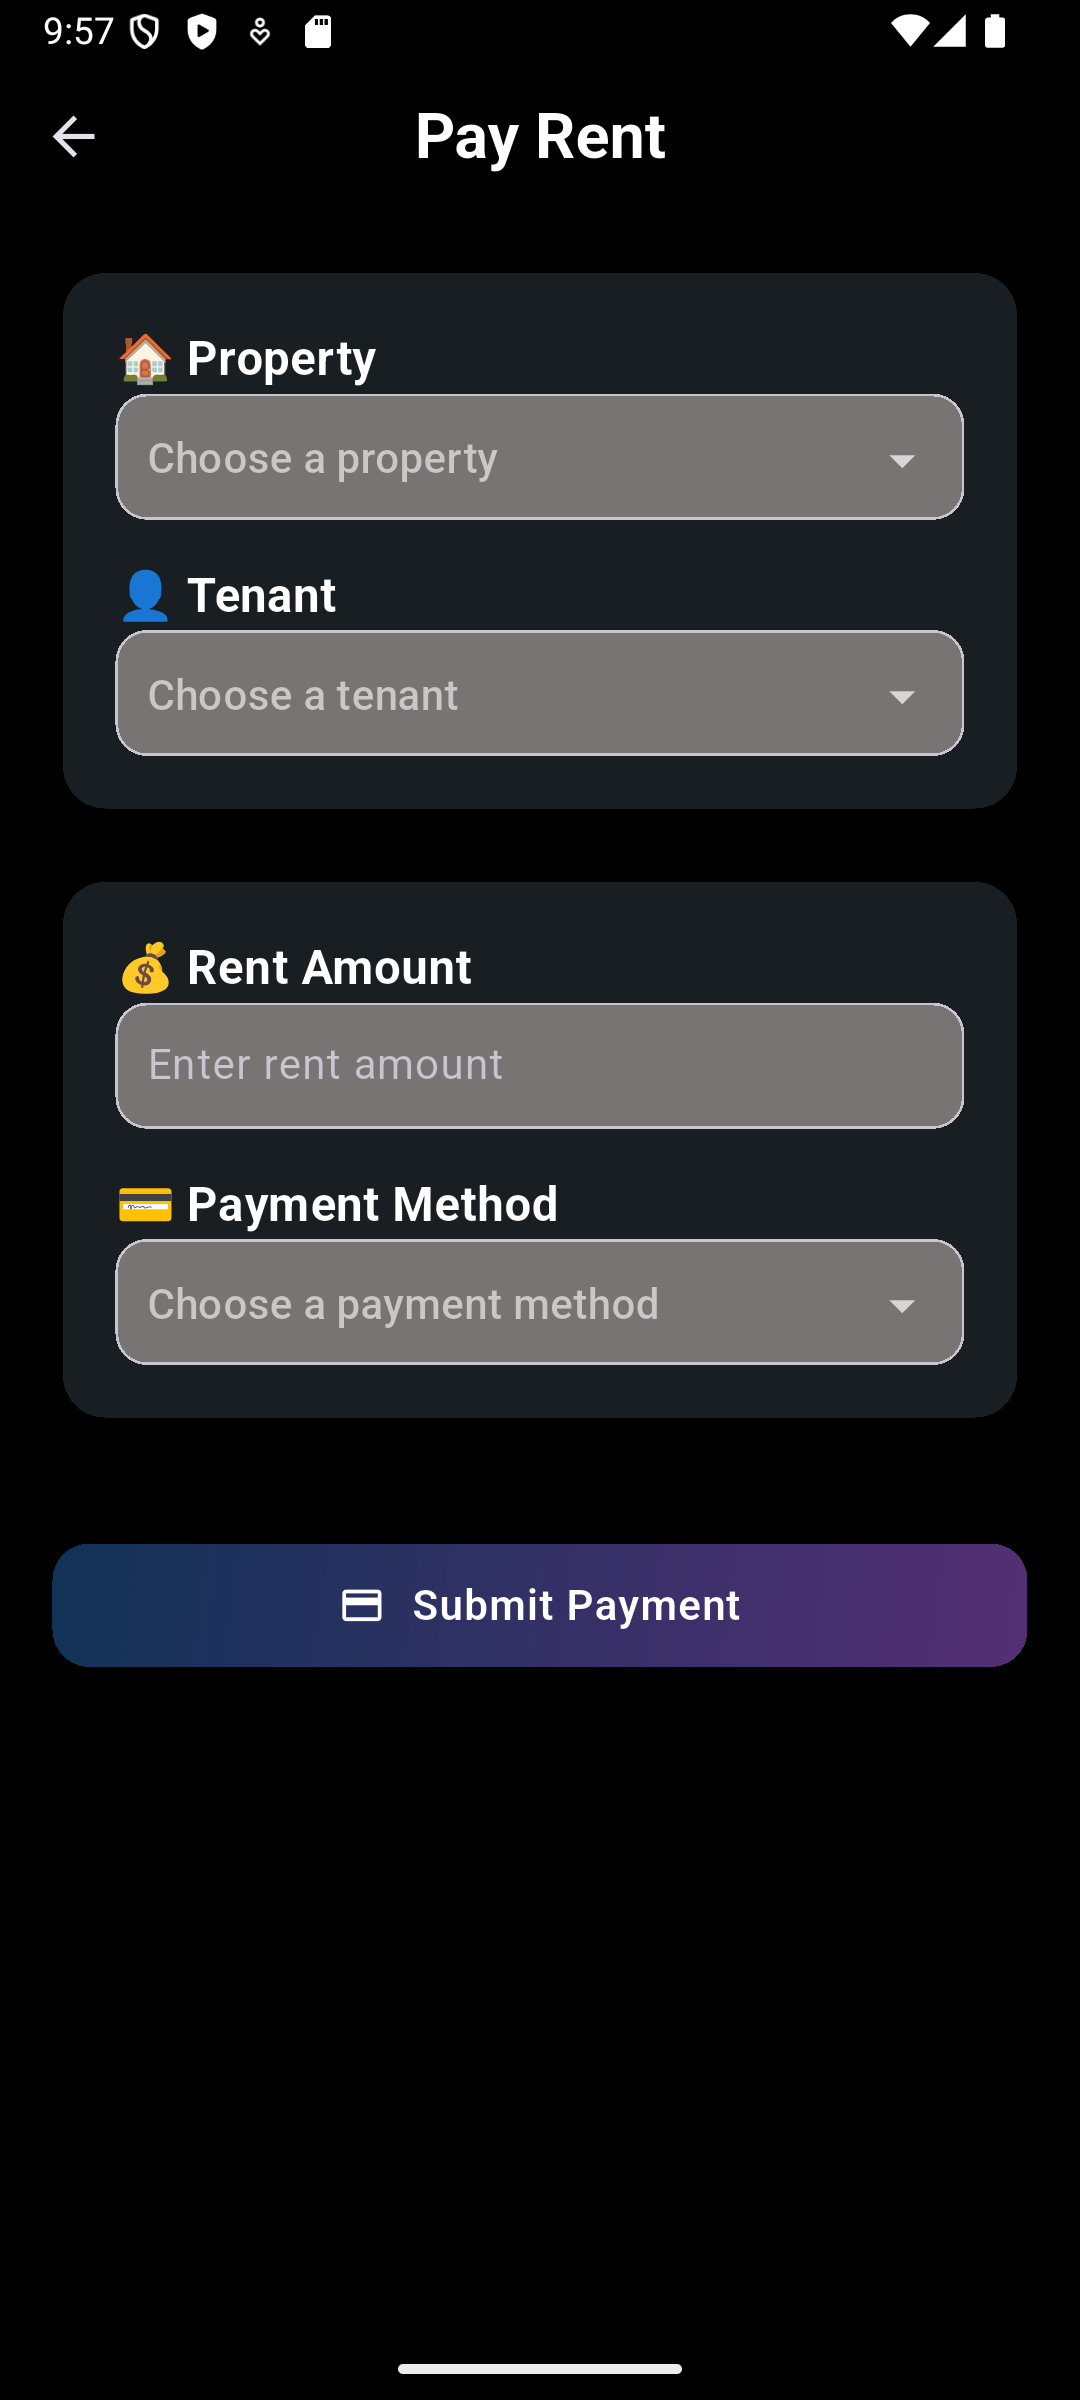 9:57
Pay Rent
🏠 Property
Choose a property
👤 Tenant
Choose a tenant
💰 Rent Amount
Enter rent amount
💳 Payment Method
Choose a payment method
Submit Payment